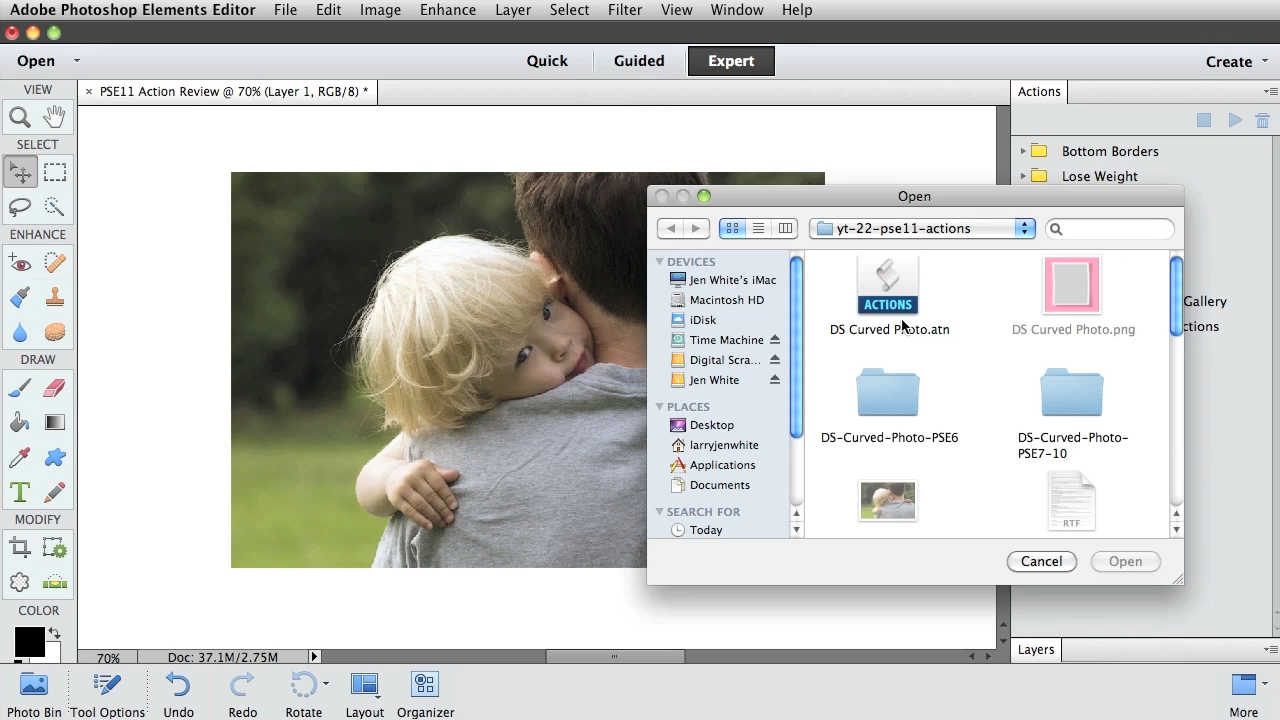 Adobe Photoshop Elements Editor File Edit Image Enhance Layer Select Filter View Window Help
Open Quick Guided Expert Create
VIEW
× PSE11 Action Review @ 70% (Layer 1, RGB/8) *
Actions
SELECT
Bottom Borders
Lose Weight
Open
yt-22-pse11-actions
ENHANCE
DEVICES
Jen White's iMac
Macintosh HD
iDisk
Time Machine
Digital Scra...
Jen White
PLACES
Desktop
larryjenwhite
Applications
Documents
SEARCH FOR
Today
ACTIONS
DS Curved Photo.atn
DS Curved Photo.png
DS-Curved-Photo-PSE6
DS-Curved-Photo-
PSE7-10
RTF
Cancel Open
Gallery
ctions
DRAW
T
MODIFY
COLOR
70% Doc: 37.1M/2.75M
Layers
Photo Bin Tool Options Undo Redo Rotate Layout Organizer More